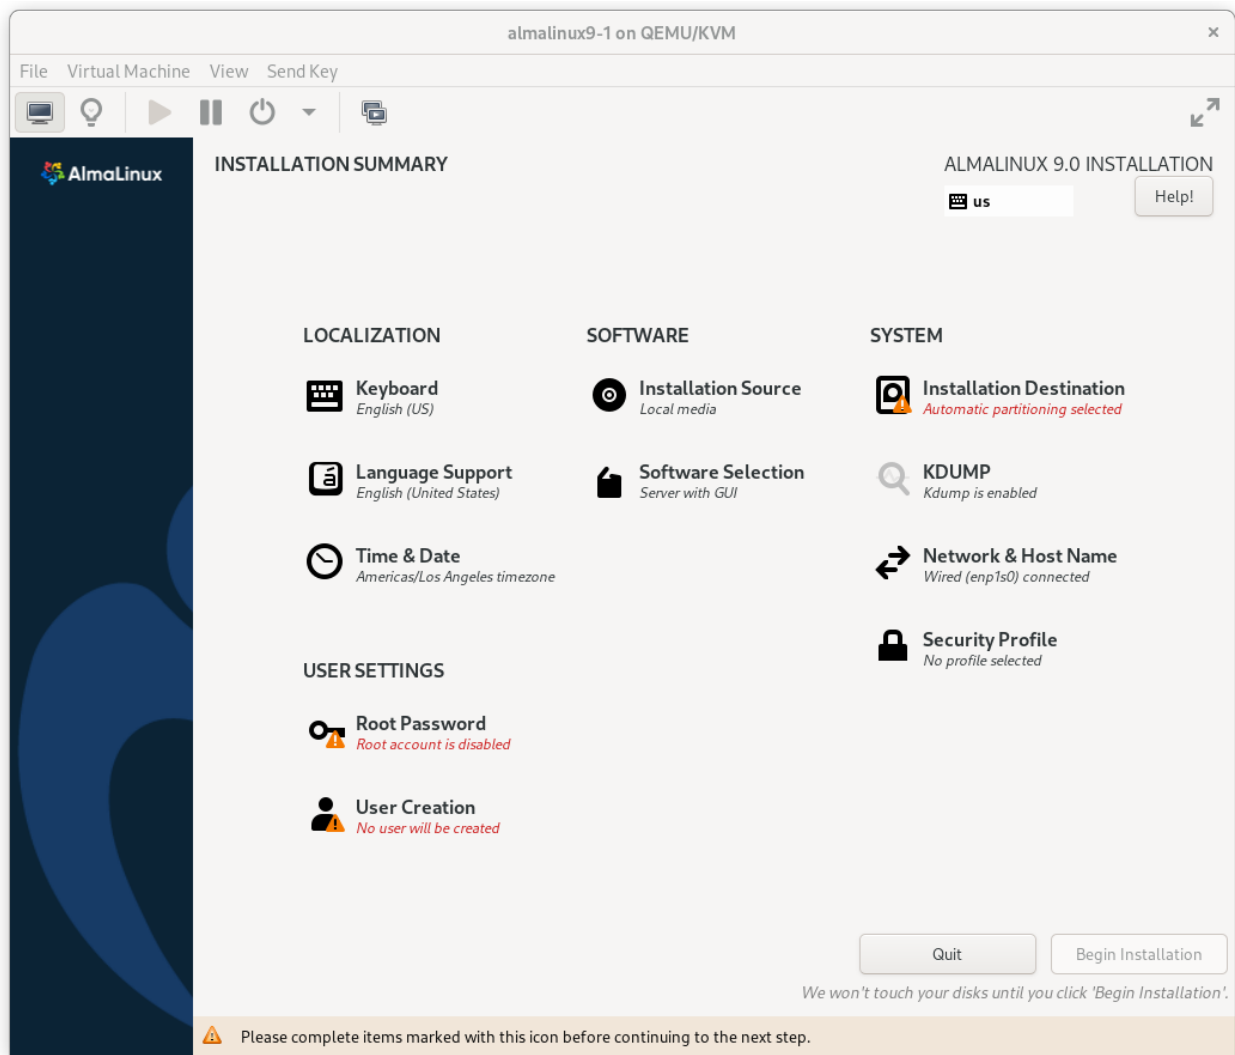 almalinux9-1 on QEMU/KVM
File Virtual Machine View Send Key
AlmaLinux
INSTALLATION SUMMARY
ALMALINUX 9.0 INSTALLATION
us
Help!
LOCALIZATION
Keyboard
English (US)
Language Support
English (United States)
Time & Date
Americas/Los Angeles timezone
SOFTWARE
Installation Source
Local media
Software Selection
Server with GUI
SYSTEM
Installation Destination
Automatic partitioning selected
KDUMP
Kdump is enabled
Network & Host Name
Wired (enp1s0) connected
Security Profile
No profile selected
USER SETTINGS
Root Password
Root account is disabled
User Creation
No user will be created
Quit
Begin Installation
We won't touch your disks until you click 'Begin Installation'.
Please complete items marked with this icon before continuing to the next step.